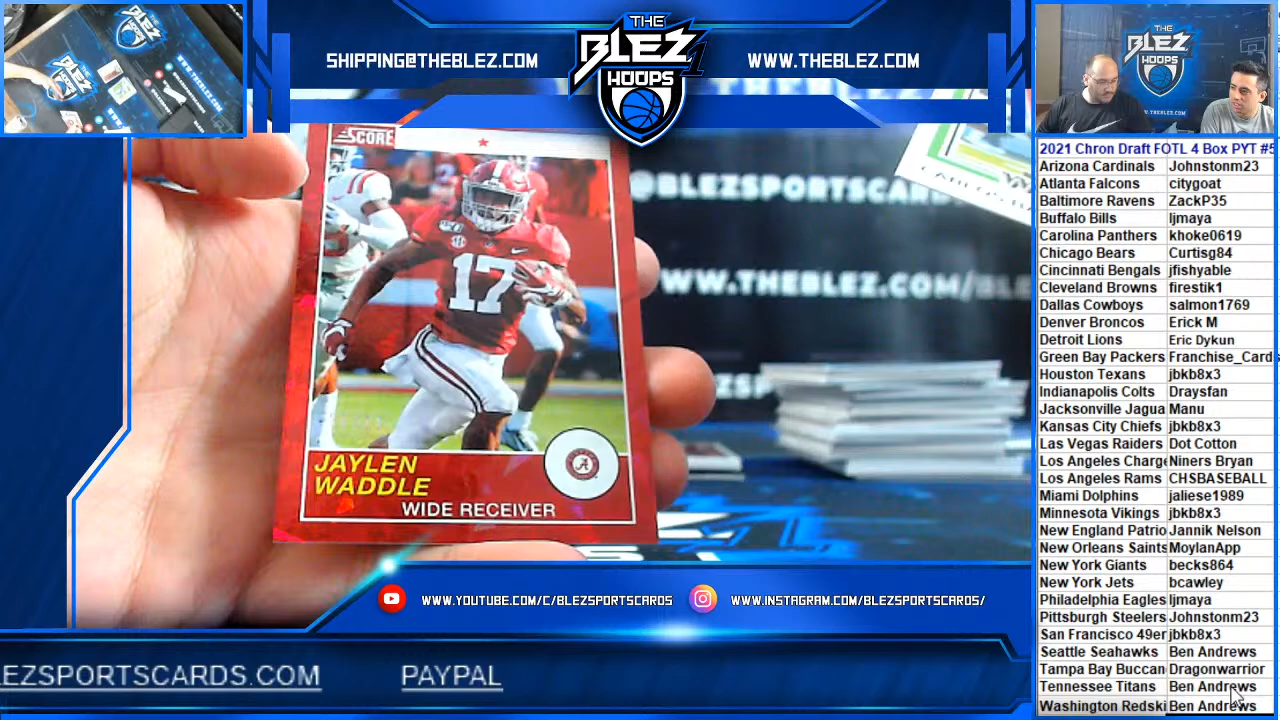 SHIPPING@THEBLEZ.COM
THE
BLEZ
HOOPS
1
WWW.THEBLEZ.COM
SCORE
17
JAYLEN
WADDLE
WIDE RECEIVER
A
@BLEZSPORTSCAR
WW.THEBLEZ.COM/BLE
WWW.YOUTUBE.COM/C/BLEZSPORTSCARDS
WWW.INSTAGRAM.COM/BLEZSPORTSCARDS/
EZSPORTSCARDS.COM
PAYPAL
THE
BLEZ
HOOPS
WWW.THEBLEZ.COM
2021 Chron Draft FOTL 4 Box PYT #5
Arizona Cardinals Johnstonm23
Atlanta Falcons citygoat
Baltimore Ravens ZackP35
Buffalo Bills ljmaya
Carolina Panthers khoke0619
Chicago Bears Curtisg84
Cincinnati Bengals jfishyable
Cleveland Browns firestik1
Dallas Cowboys salmon1769
Denver Broncos Erick M
Detroit Lions Eric Dykun
Green Bay Packers Franchise_Cards
Houston Texans jbkb8x3
Indianapolis Colts Draysfan
Jacksonville Jagua Manu
Kansas City Chiefs jbkb8x3
Las Vegas Raiders Dot Cotton
Los Angeles Charge Niners Bryan
Los Angeles Rams CHSBASEBALL
Miami Dolphins jaliese1989
Minnesota Vikings jbkb8x3
New England Patrio Jannik Nelson
New Orleans Saints MoylanApp
New York Giants becks864
New York Jets bcawley
Philadelphia Eagles ljmaya
Pittsburgh Steelers Johnstonm23
San Francisco 49er jbkb8x3
Seattle Seahawks Ben Andrews
Tampa Bay Buccan Dragonwarrior
Tennessee Titans Ben Andrews
Washington Redski Ben Andrews